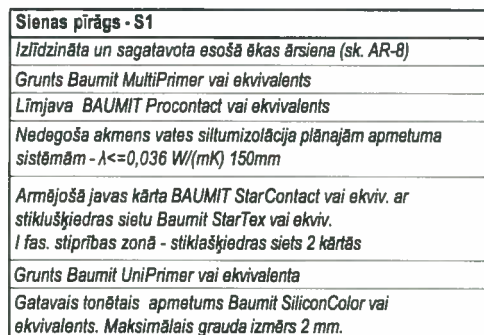 Sienas pīrāgs - S1
Izlīdzināta un sagatavota esošā ēkas ārsiena (sk. AR-8)
Grunts Baumit MultiPrimer vai ekvivalents
Līmjava BAUMIT Procontact vai ekvivalents
Nedegoša akmens vates siltumizolācija plānajām apmetuma
sistēmām - λ<=0,036 W/(mK) 150mm
Armējošā javas kārta BAUMIT StarContact vai ekviv. ar
stiklušķiedras sietu Baumit StarTex vai ekviv.
I fas. stiprības zonā - stiklašķiedras siets 2 kārtās
Grunts Baumit UniPrimer vai ekvivalenta
Gatavais tonētais apmetums Baumit SiliconColor vai
ekvivalents. Maksimālais grauda izmērs 2 mm.